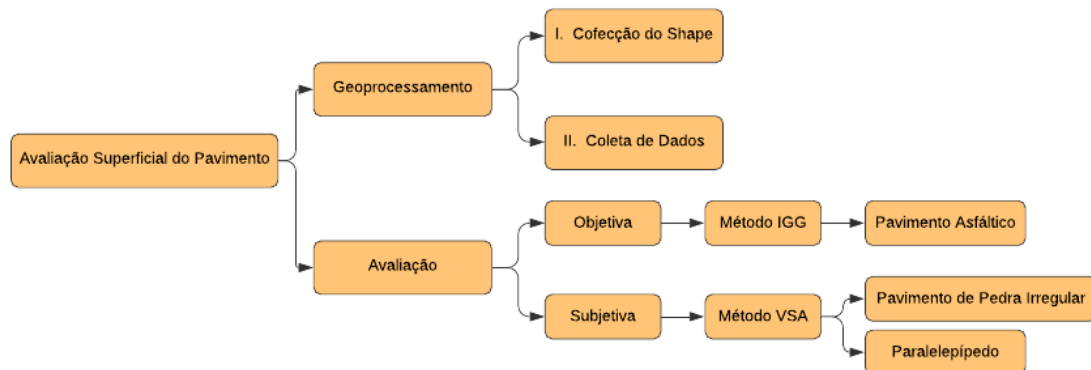 I. Cofecção do Shape
Geoprocessamento
II. Coleta de Dados
Avaliação Superficial do Pavimento
Objetiva
Método IGG
Pavimento Asfáltico
Avaliação
Pavimento de Pedra Irregular
Subjetiva
Método VSA
Paralelepípedo